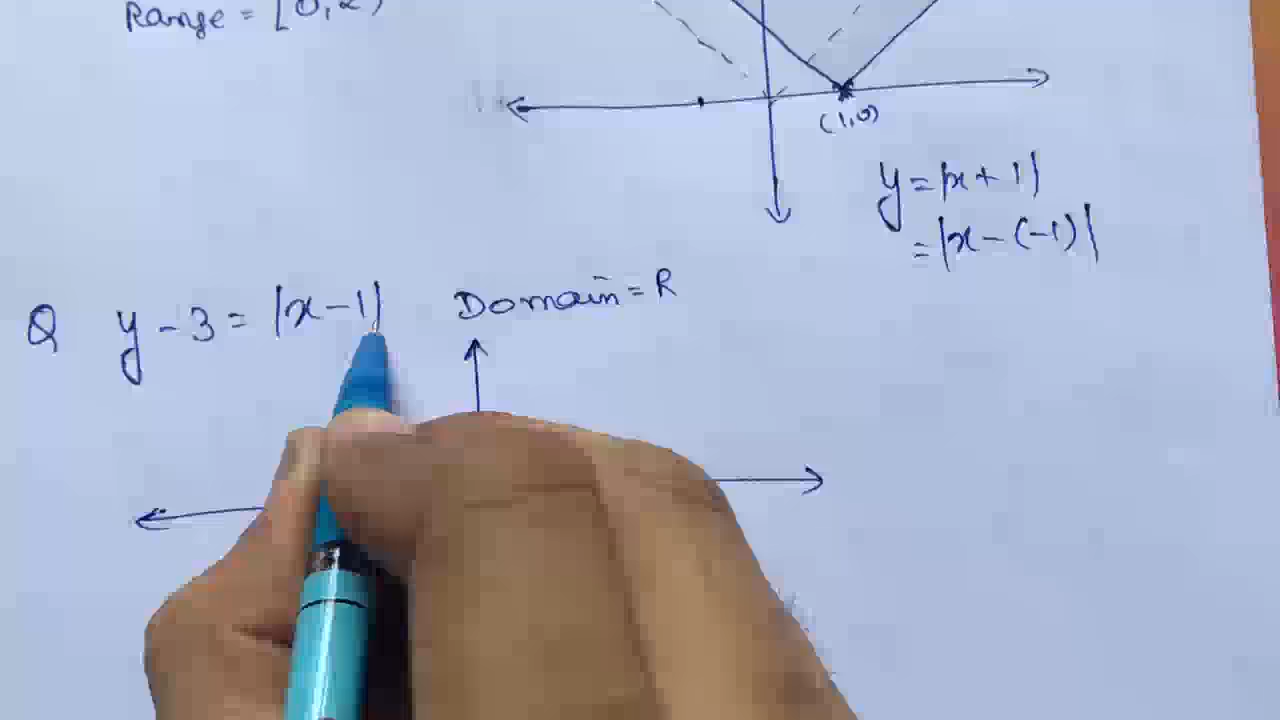 Range = [0,∞)
(1,0)
y = |x + 1|
= |x - (-1)|
Q y - 3 = |x - 1| Domain = R